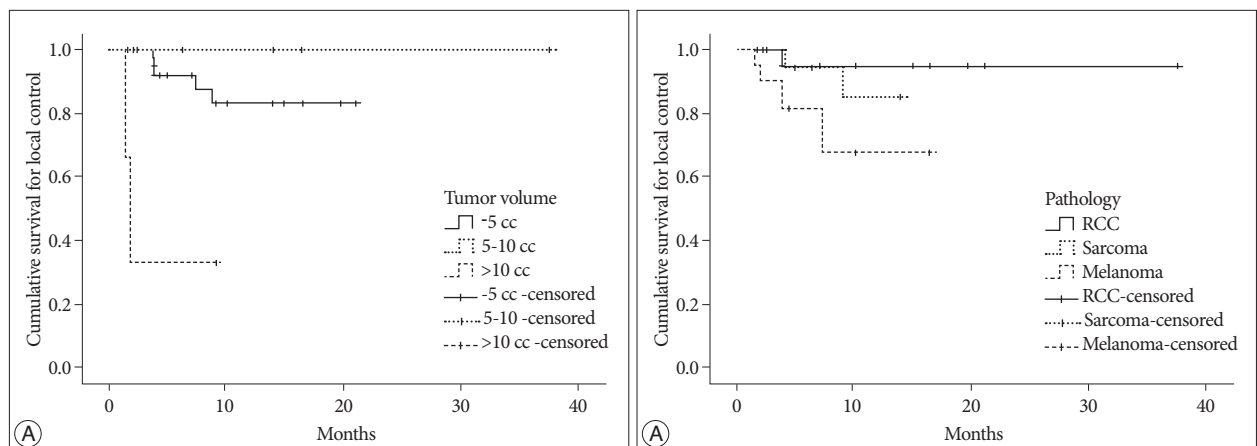 1.0
0.8
0.6
0.4
0.2
0.0
Cumulative survival for local control
Tumor volume
-5 cc
5-10 cc
>10 cc
-5 cc -censored
5-10 -censored
>10 cc -censored
0 10 20 30 40
Months
A
1.0
0.8
0.6
0.4
0.2
0.0
Cumulative survival for local control
Pathology
RCC
Sarcoma
Melanoma
RCC-censored
Sarcoma-censored
Melanoma-censored
0 10 20 30 40
Months
A